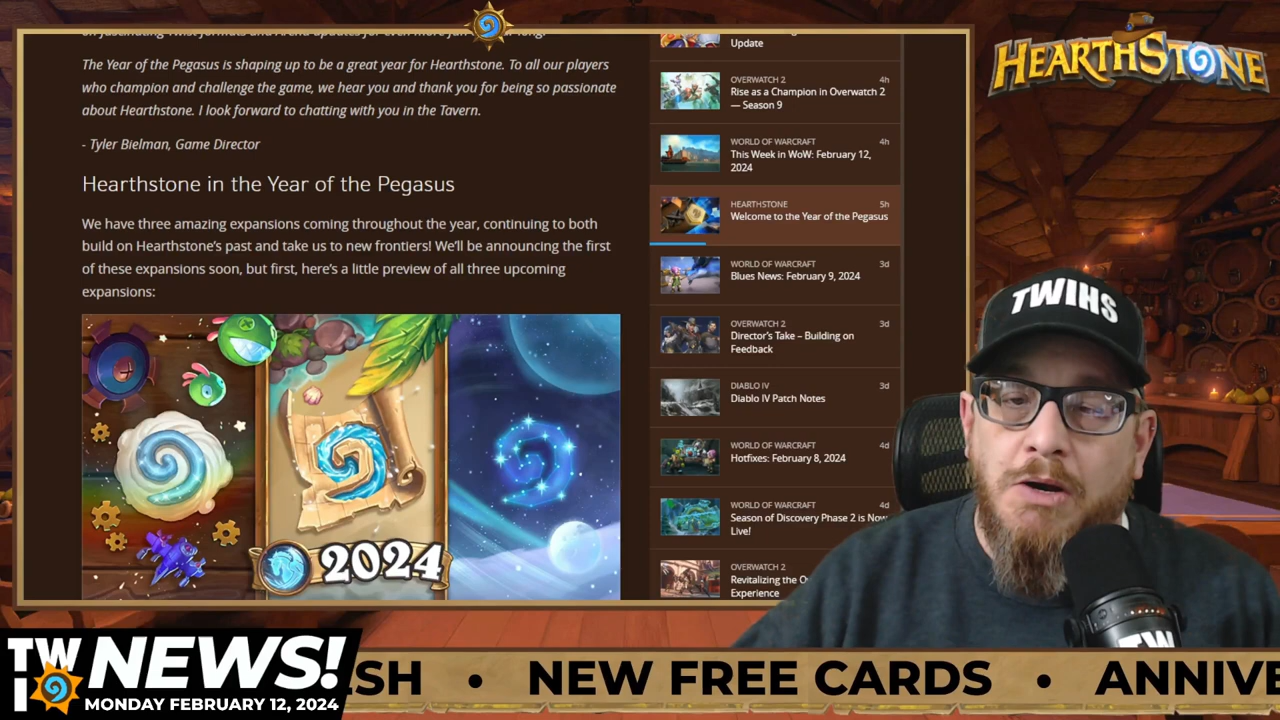 The Year of the Pegasus is shaping up to be a great year for Hearthstone. To all our players
who champion and challenge the game, we hear you and thank you for being so passionate
about Hearthstone. I look forward to chatting with you in the Tavern.
- Tyler Bielman, Game Director
Hearthstone in the Year of the Pegasus
We have three amazing expansions coming throughout the year, continuing to both
build on Hearthstone's past and take us to new frontiers! We'll be announcing the first
of these expansions soon, but first, here's a little preview of all three upcoming
expansions:
2024
Update
OVERWATCH 2 4h
Rise as a Champion in Overwatch 2
— Season 9
WORLD OF WARCRAFT 4h
This Week in WoW: February 12,
2024
HEARTHSTONE 5h
Welcome to the Year of the Pegasus
WORLD OF WARCRAFT 3d
Blues News: February 9, 2024
OVERWATCH 2 3d
Director's Take – Building on
Feedback
DIABLO IV 3d
Diablo IV Patch Notes
WORLD OF WARCRAFT 4d
Hotfixes: February 8, 2024
WORLD OF WARCRAFT 4d
Season of Discovery Phase 2 is Now
Live!
OVERWATCH 2
Revitalizing the
Experience
HEARTHSTONE
TWIHS
TW
TW
NEWS!
MONDAY FEBRUARY 12, 2024
SH • NEW FREE CARDS • ANNIVE